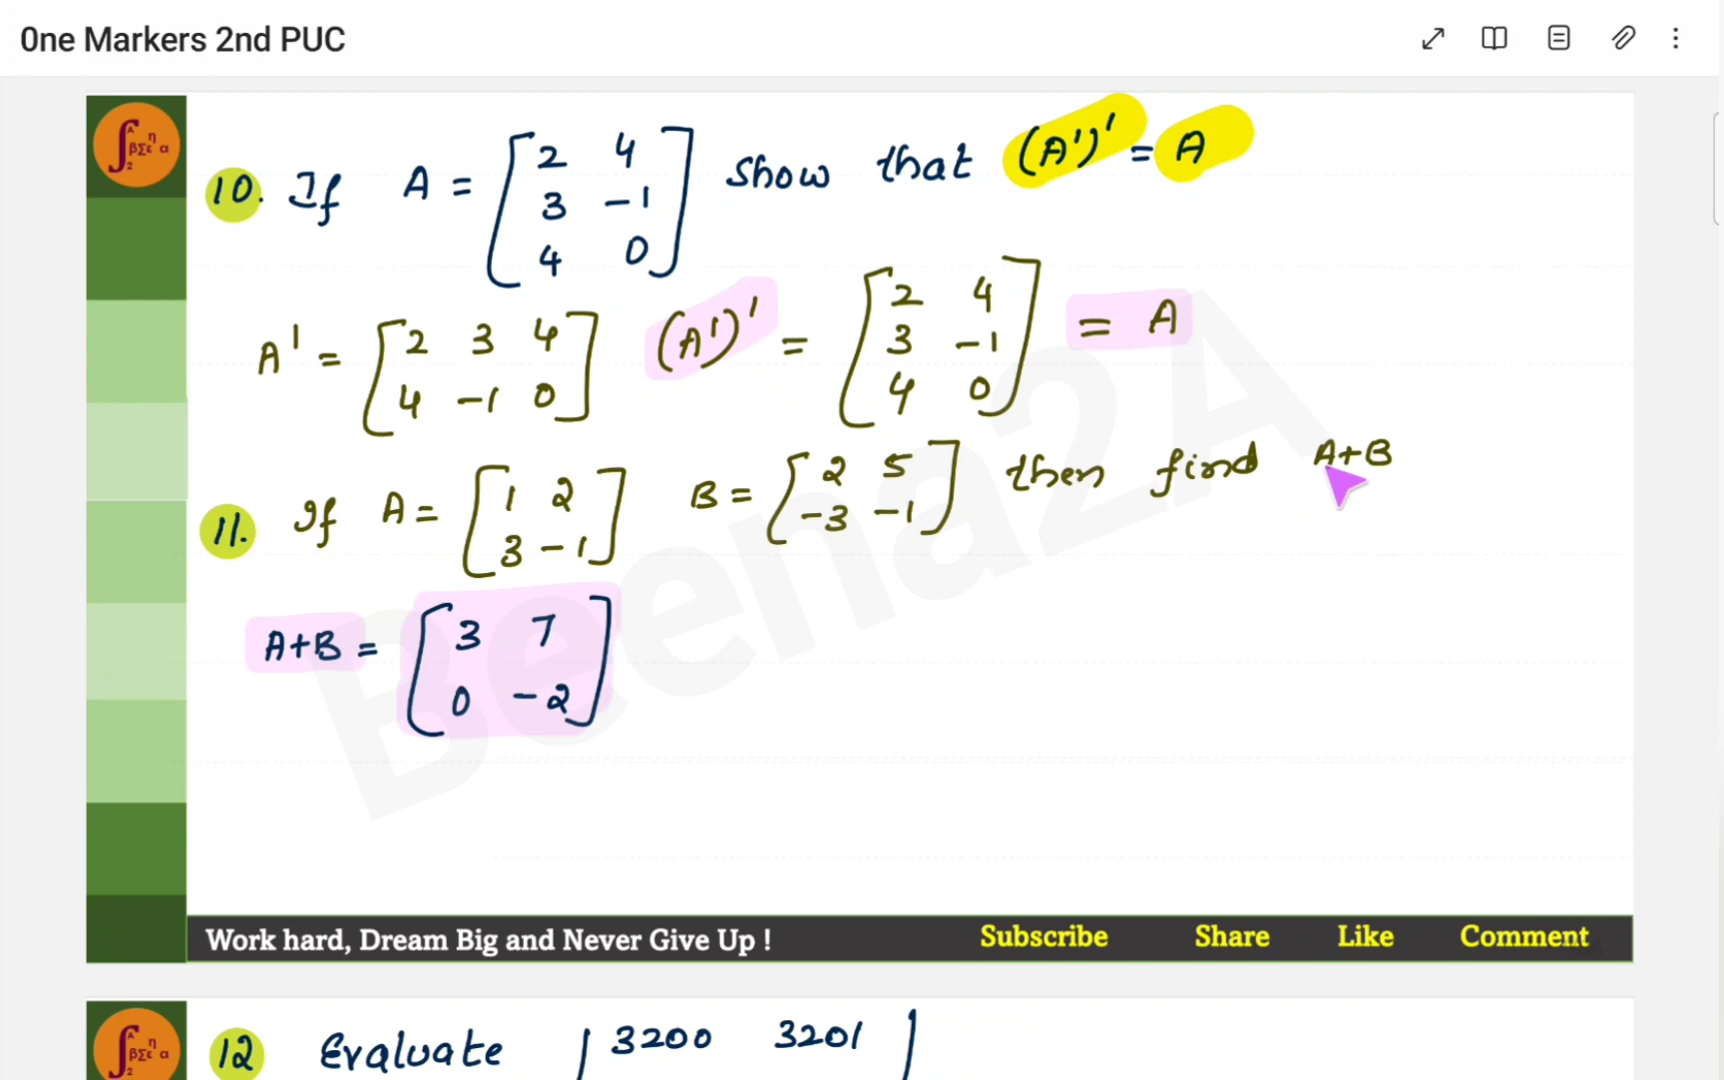 One Markers 2nd PUC
10. If A = [2 4 Show that (A')' = A
3 -1
4 0]
A' = [2 3 4 (A')' = [2 4 = A
4 -1 0] 3 -1
4 0]
11. If A = [1 2 B = [2 5 then find A+B
3 -1] -3 -1]
A+B = [3 7
0 -2]
Beena2A
Work hard, Dream Big and Never Give Up ! Subscribe Share Like Comment
12 Evaluate | 3200 3201 |